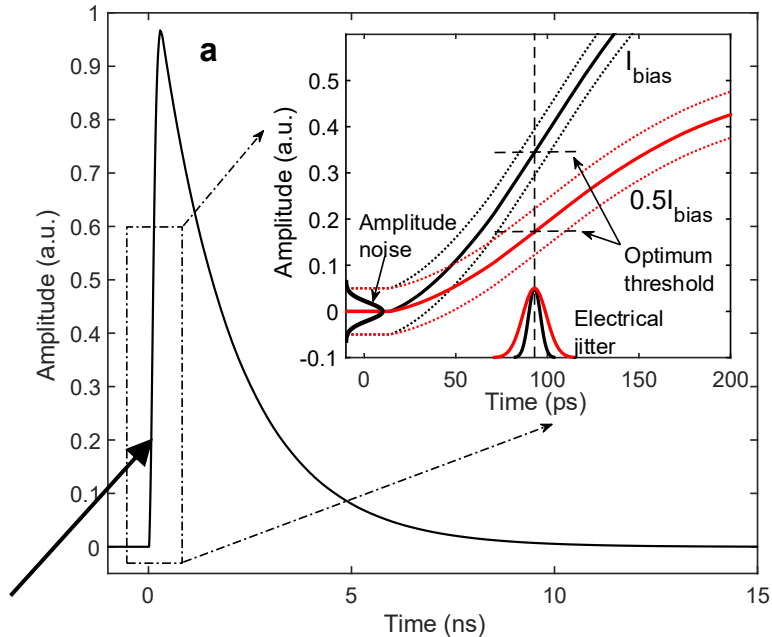 a
1
0.9
0.8
0.7
0.6
0.5
0.4
0.3
0.2
0.1
0
Amplitude (a.u.)
0
5
10
15
Time (ns)
0.5
0.4
0.3
0.2
0.1
0
-0.1
Amplitude (a.u.)
0
50
100
150
200
Time (ps)
I_bias
0.5I_bias
Amplitude
noise
Optimum
threshold
Electrical
jitter